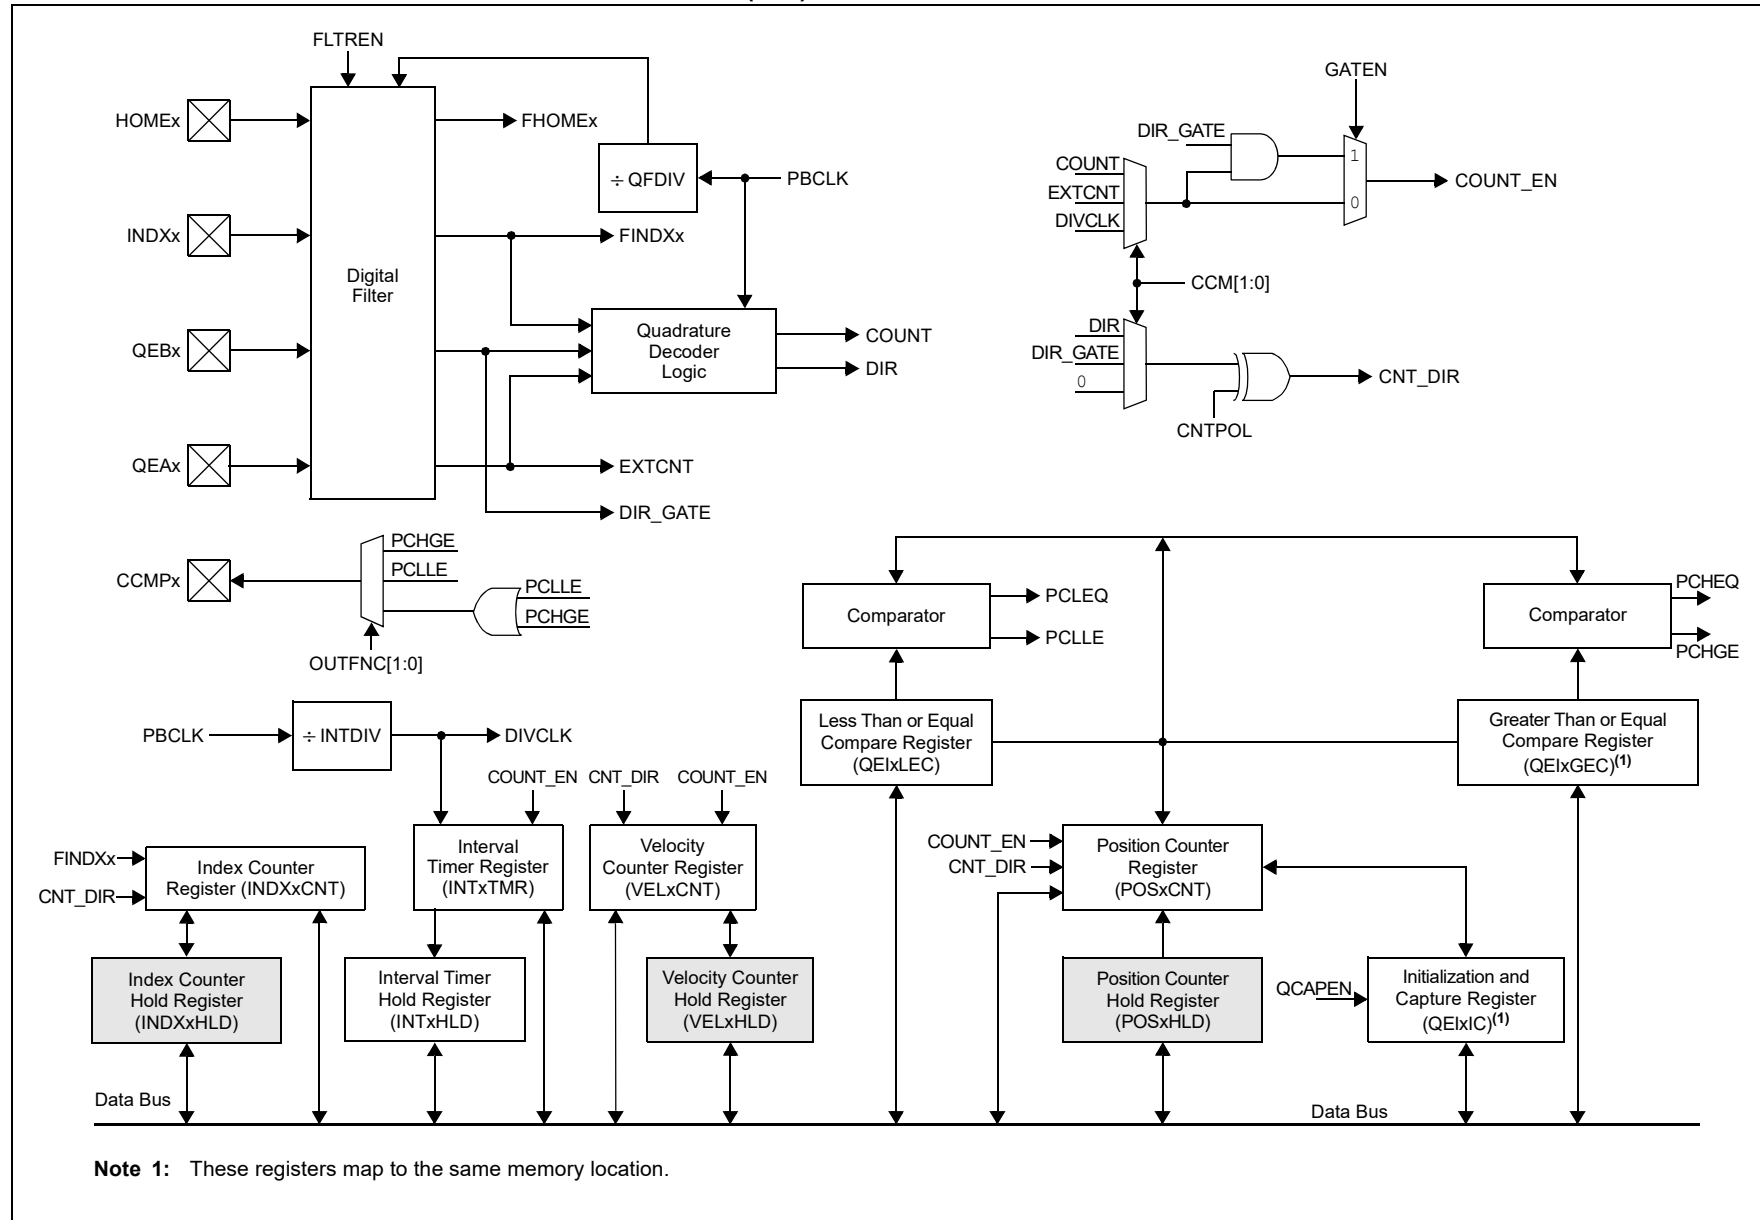 FLTREN
GATEN
HOMEx
FHOMEx
DIR_GATE
COUNT
1
÷ QFDIV
PBCLK
EXTCNT
COUNT_EN
0
DIVCLK
INDXx
FINDXx
Digital
Filter
CCM[1:0]
QEBx
Quadrature
Decoder
Logic
COUNT
DIR
DIR
DIR_GATE
0
CNT_DIR
CNTPOL
QEAx
EXTCNT
DIR_GATE
CCMPx
PCHGE
PCLLE
PCLLE
PCHGE
OUTFNC[1:0]
Comparator
PCLEQ
PCLLE
Comparator
PCHEQ
PCHGE
PBCLK
÷ INTDIV
DIVCLK
Less Than or Equal
Compare Register
(QEIxLEC)
Greater Than or Equal
Compare Register
(QEIxGEC)(1)
COUNT_EN
CNT_DIR
COUNT_EN
FINDXx
CNT_DIR
Index Counter
Register (INDXxCNT)
Interval
Timer Register
(INTxTMR)
Velocity
Counter Register
(VELxCNT)
COUNT_EN
CNT_DIR
Position Counter
Register
(POSxCNT)
Index Counter
Hold Register
(INDXxHLD)
Interval Timer
Hold Register
(INTxHLD)
Velocity Counter
Hold Register
(VELxHLD)
Position Counter
Hold Register
(POSxHLD)
QCAPEN
Initialization and
Capture Register
(QEIxIC)(1)
Data Bus
Data Bus
Note 1: These registers map to the same memory location.